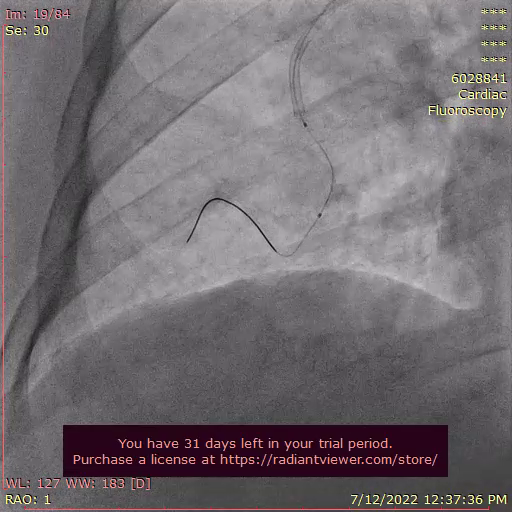 Im: 19/84
Se: 30
***
***
***
***
6028841
Cardiac
Fluoroscopy
You have 31 days left in your trial period.
Purchase a license at https://radiantviewer.com/store/
WL: 127 WW: 183 [D]
RAO: 1
7/12/2022 12:37:36 PM